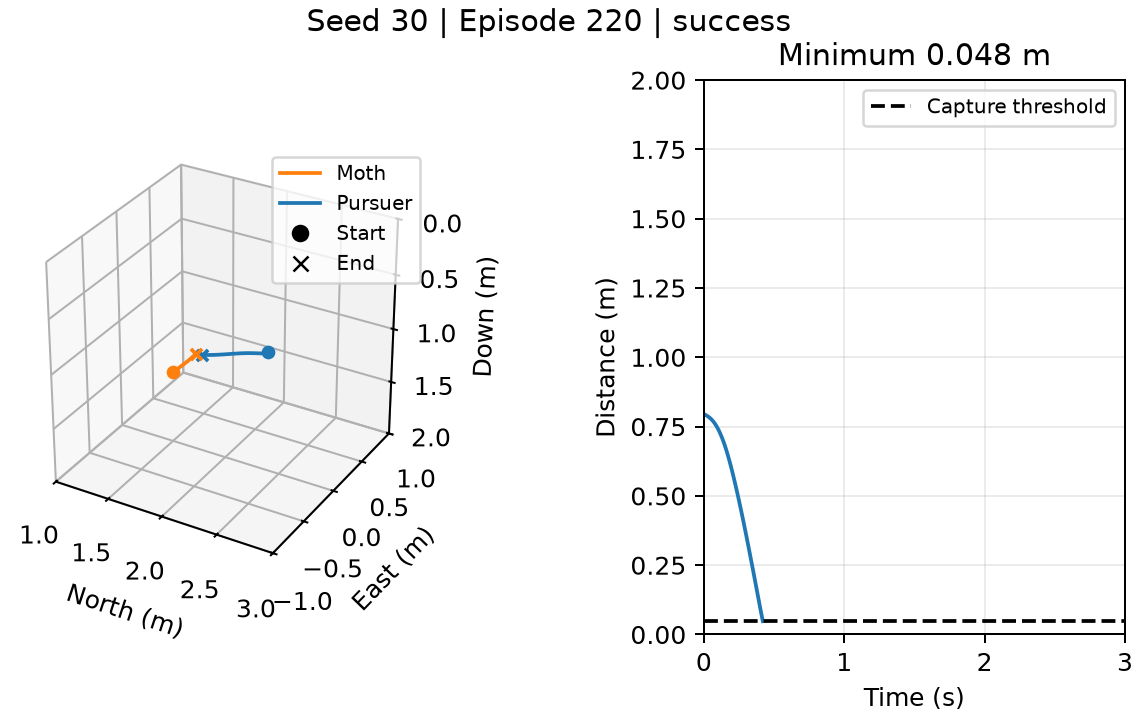 Seed 30 | Episode 220 | success
Moth
Pursuer
Start
End
0.0
0.5
1.0
1.5
2.0
Down (m)
1.0
0.5
0.0
−0.5
−1.0
East (m)
1.0
1.5
2.0
2.5
3.0
North (m)
Minimum 0.048 m
Capture threshold
2.00
1.75
1.50
1.25
1.00
0.75
0.50
0.25
0.00
Distance (m)
0
1
2
3
Time (s)